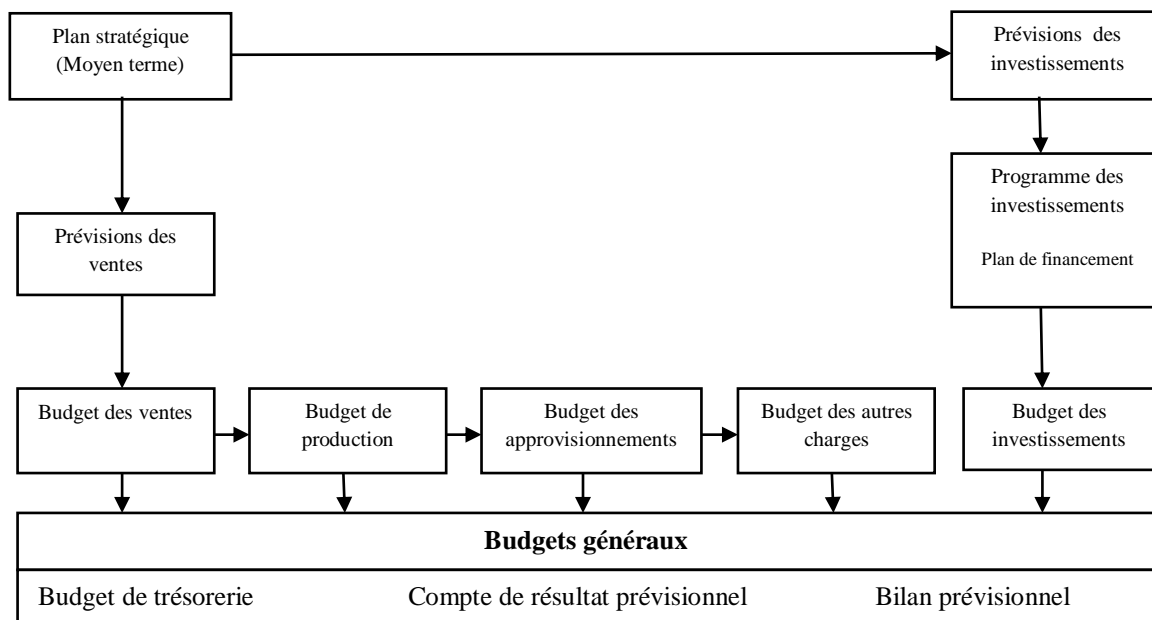 Plan stratégique
(Moyen terme)
Prévisions des
investissements
Programme des
investissements
Plan de financement
Prévisions des
ventes
Budget des ventes
Budget de
production
Budget des
approvisionnements
Budget des autres
charges
Budget des
investissements
Budgets généraux
Budget de trésorerie
Compte de résultat prévisionnel
Bilan prévisionnel